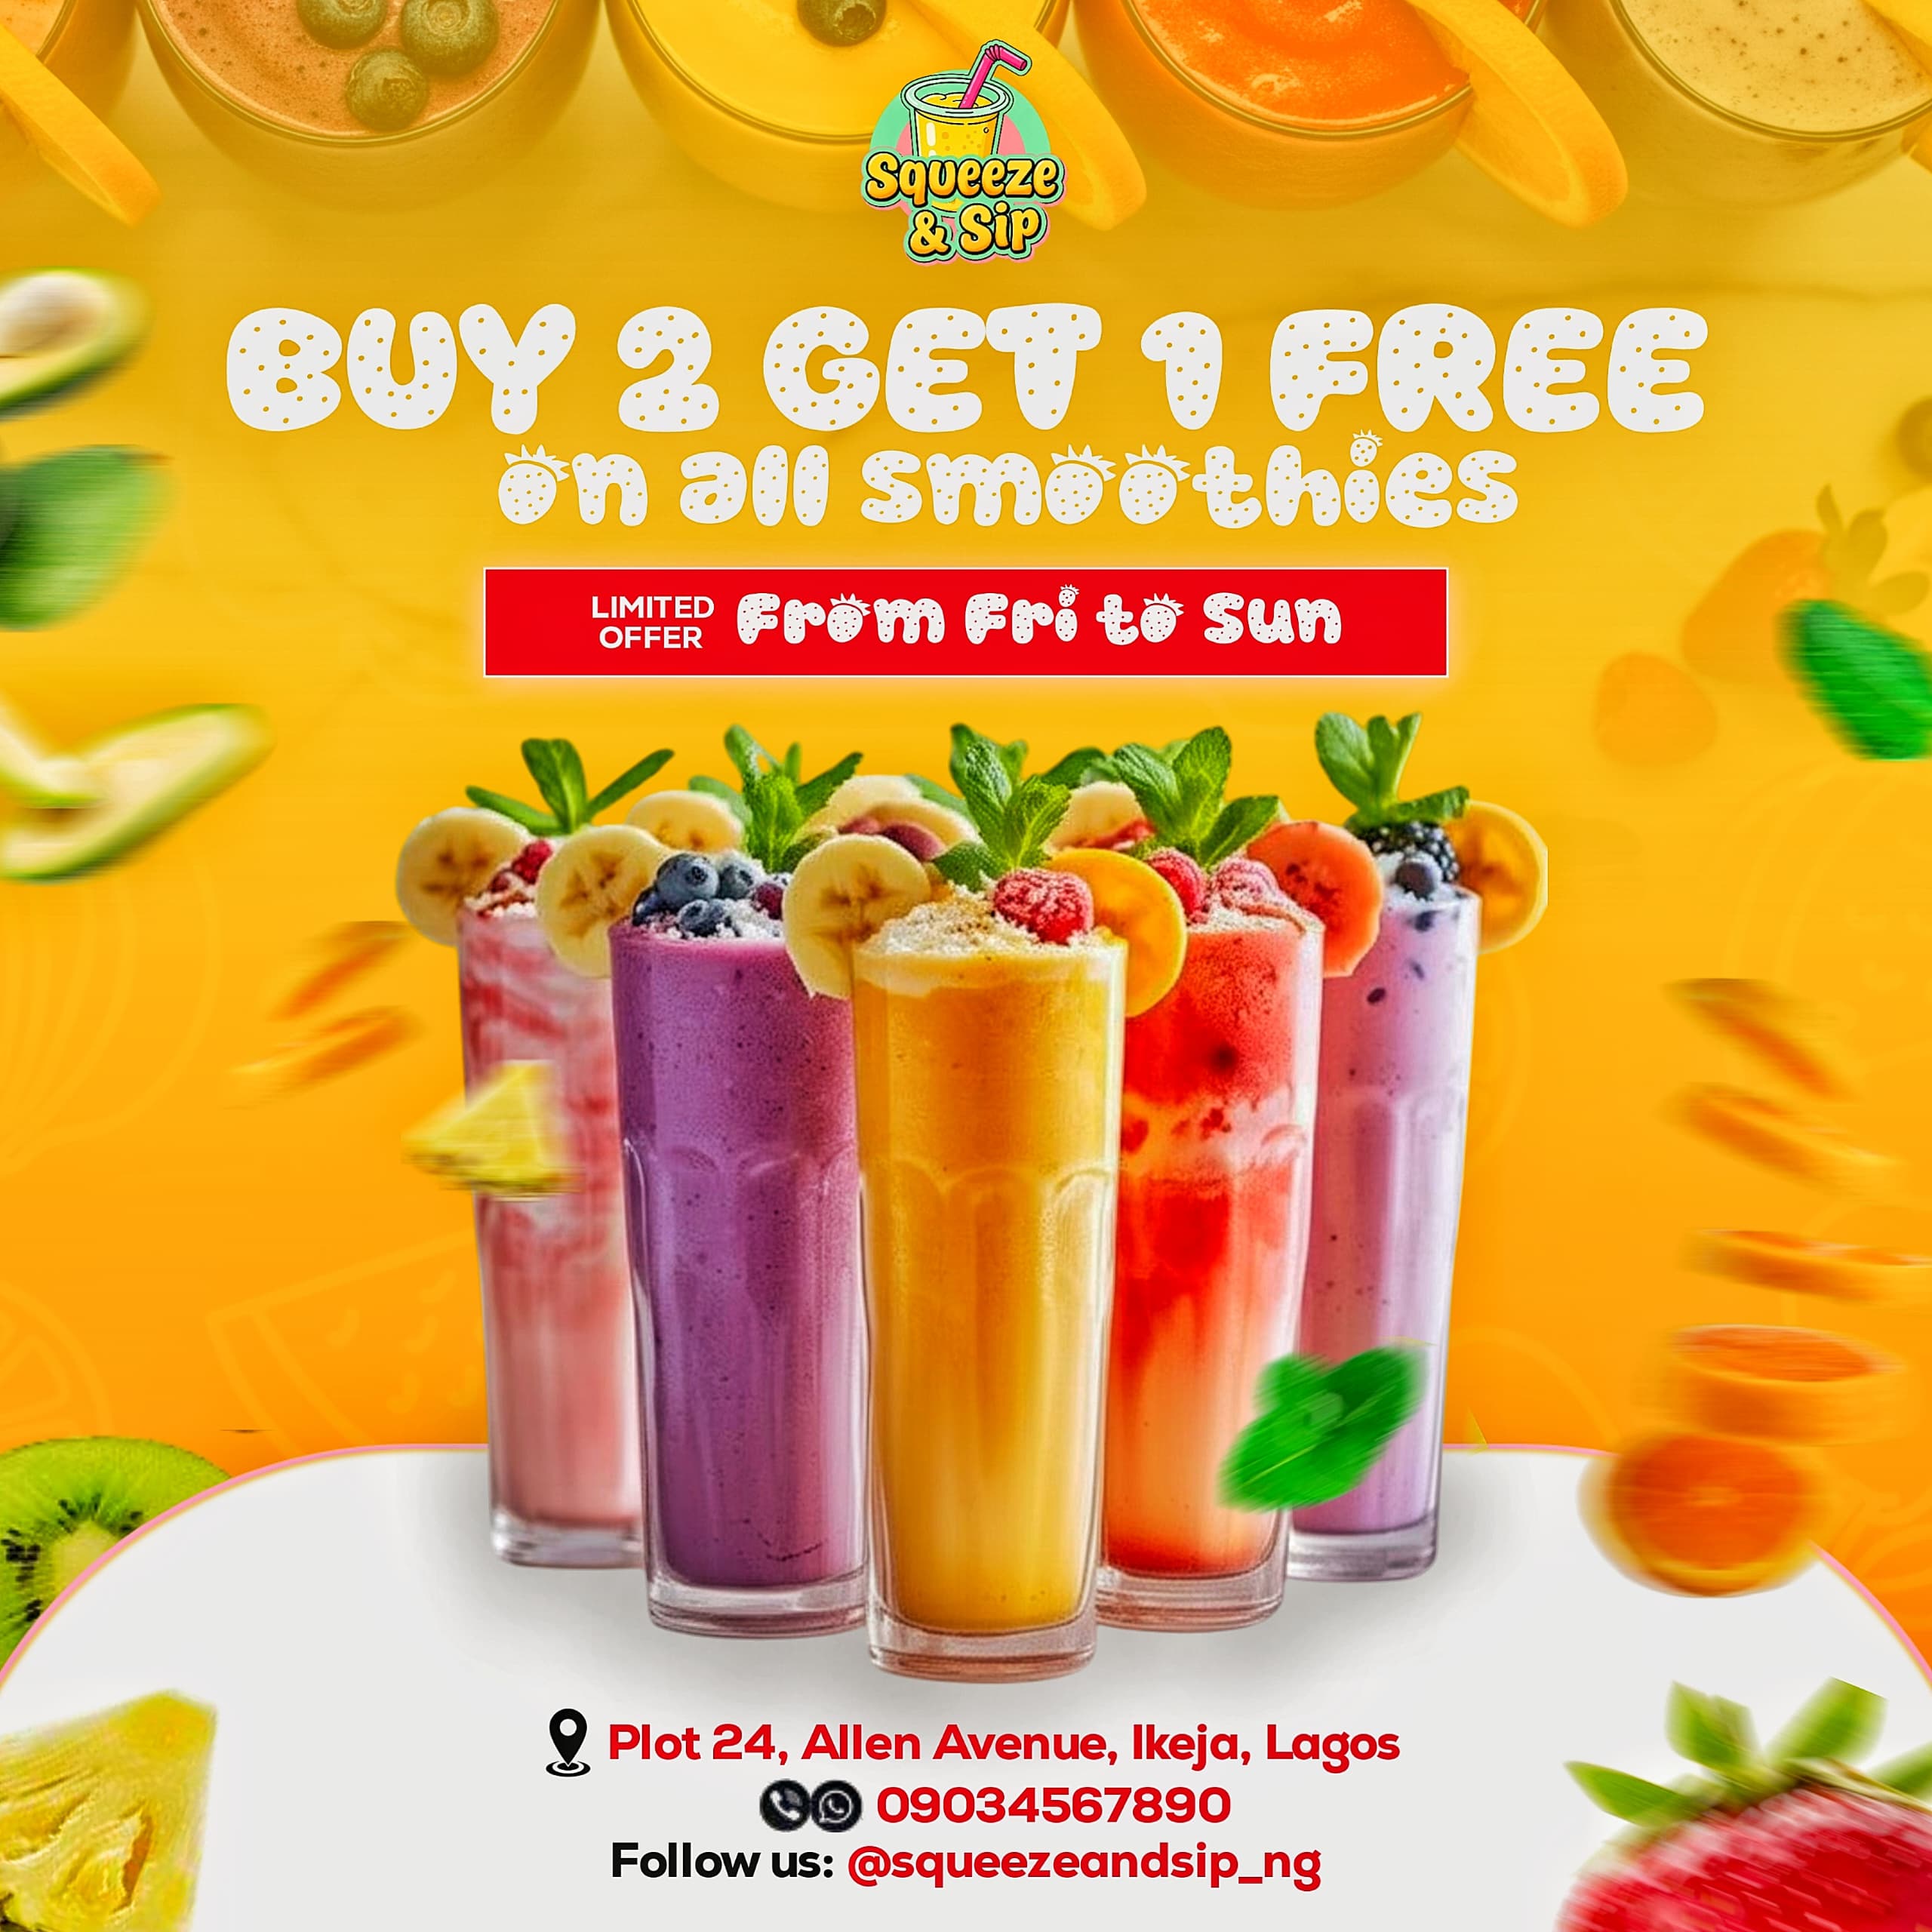 Squeeze
& Sip
BUY 2 GET 1 FREE
on all smoothies
LIMITED
OFFER
From Fri to Sun
Plot 24, Allen Avenue, Ikeja, Lagos
09034567890
Follow us: @squeezeandsip_ng